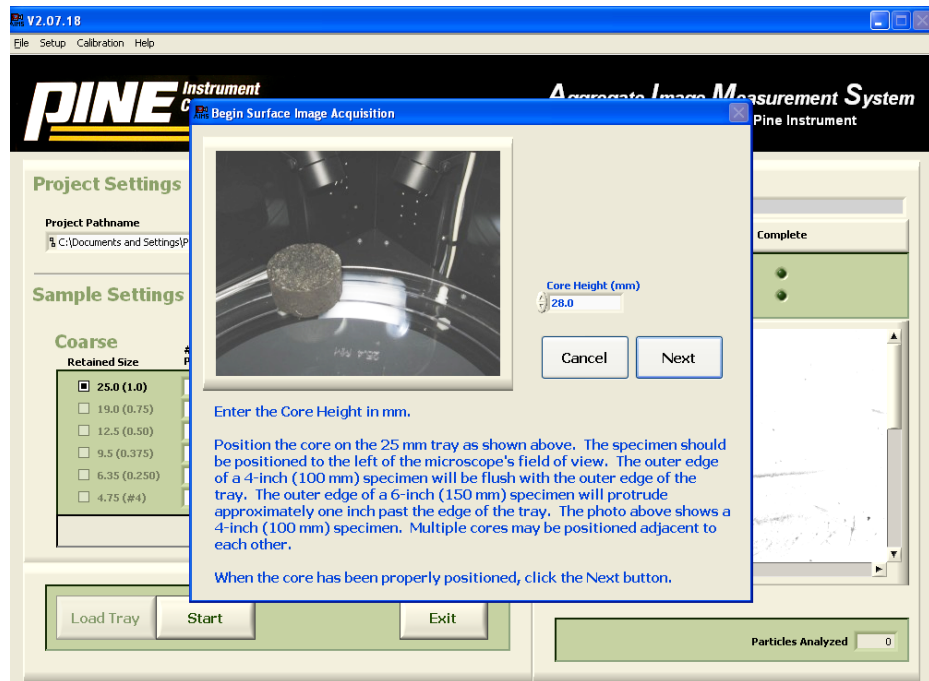 V2.07.18
File Setup Calibration Help
PINE Instrument
Aggregate Image Measurement System
Pine Instrument
Begin Surface Image Acquisition
Project Settings
Project Pathname
C:\Documents and Settings\P
Complete
Sample Settings
Core Height (mm)
28.0
Coarse
Retained Size
Cancel Next
25.0 (1.0)
19.0 (0.75)
12.5 (0.50)
9.5 (0.375)
6.35 (0.250)
4.75 (#4)
Enter the Core Height in mm.
Position the core on the 25 mm tray as shown above. The specimen should
be positioned to the left of the microscope's field of view. The outer edge
of a 4-inch (100 mm) specimen will be flush with the outer edge of the
tray. The outer edge of a 6-inch (150 mm) specimen will protrude
approximately one inch past the edge of the tray. The photo above shows a
4-inch (100 mm) specimen. Multiple cores may be positioned adjacent to
each other.
When the core has been properly positioned, click the Next button.
Load Tray Start Exit
Particles Analyzed 0